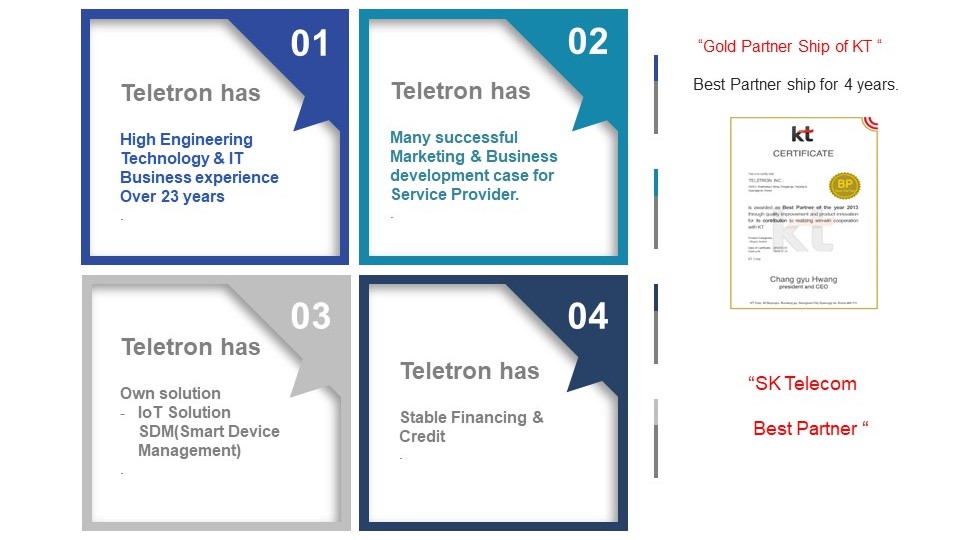 01
Teletron has
High Engineering
Technology & IT
Business experience
Over 23 years
.
02
Teletron has
Many successful
Marketing & Business
development case for
Service Provider.
.
03
Teletron has
Own solution
- IoT Solution
SDM(Smart Device
Management)
.
04
Teletron has
Stable Financing &
Credit
.
“Gold Partner Ship of KT “
Best Partner ship for 4 years.
kt
CERTIFICATE
TELETRON INC.
BP
is awarded as Best Partner of the year 2013
through quality improvement and product innovation
for its contribution to realizing win-win cooperation
with KT
kt
KT Corp
Chang gyu Hwang
president and CEO
“SK Telecom
Best Partner “